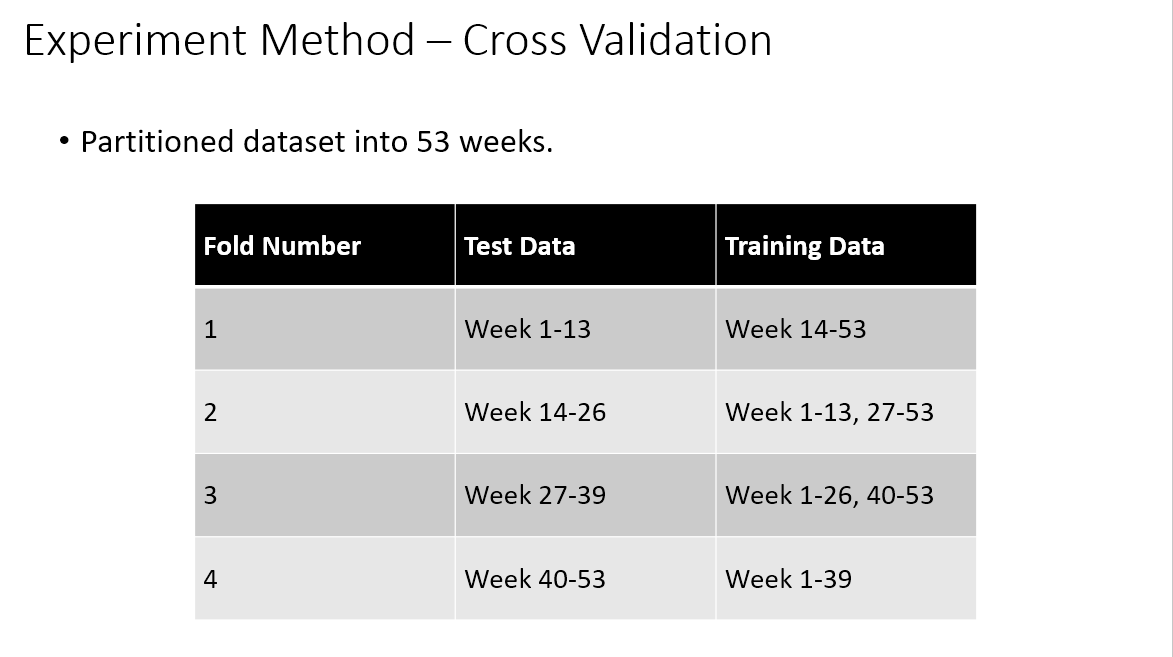 Experiment Method – Cross Validation
• Partitioned dataset into 53 weeks.
Fold Number Test Data Training Data
1 Week 1-13 Week 14-53
2 Week 14-26 Week 1-13, 27-53
3 Week 27-39 Week 1-26, 40-53
4 Week 40-53 Week 1-39